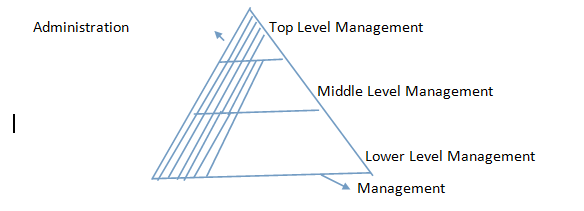 Administration
Top Level Management
Middle Level Management
Lower Level Management
Management